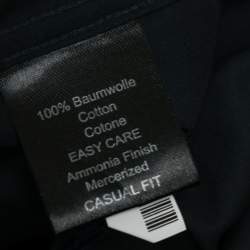 100% Baumwolle
Cotton
Cotone
EASY CARE
Ammonia Finish
Mercerized
CASUAL FIT